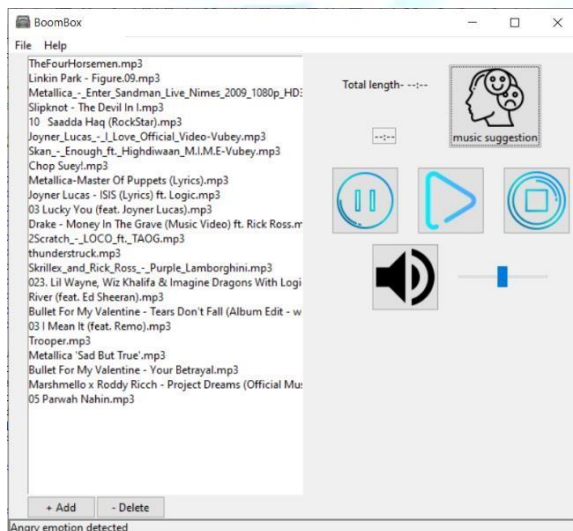 BoomBox
File Help
TheFourHorsemen.mp3
Linkin Park - Figure.09.mp3
Metallica_-_Enter_Sandman_Live_Nimes_2009_1080p_HD
Slipknot - The Devil In I.mp3
10 Saadda Haq (RockStar).mp3
Joyner_Lucas_-_I_Love_Official_Video-Vubey.mp3
Skan_-_Enough_ft._Highdiwaan_M.I.M.E-Vubey.mp3
Chop Suey!.mp3
Metallica-Master Of Puppets (Lyrics).mp3
Joyner Lucas - ISIS (Lyrics) ft. Logic.mp3
03 Lucky You (feat. Joyner Lucas).mp3
Drake - Money In The Grave (Music Video) ft. Rick Ross.m
2Scratch_-_LOCO_ft._TAOG.mp3
thunderstruck.mp3
Skrillex_and_Rick_Ross_-_Purple_Lamborghini.mp3
023. Lil Wayne, Wiz Khalifa & Imagine Dragons With Logi
River (feat. Ed Sheeran).mp3
Bullet For My Valentine - Tears Don't Fall (Album Edit - w
03 I Mean It (feat. Remo).mp3
Trooper.mp3
Metallica 'Sad But True'.mp3
Bullet For My Valentine - Your Betrayal.mp3
Marshmello x Roddy Ricch - Project Dreams (Official Mu
05 Parwah Nahin.mp3
+ Add - Delete
Total length- --:--
--:--
music suggestion
Angry emotion detected